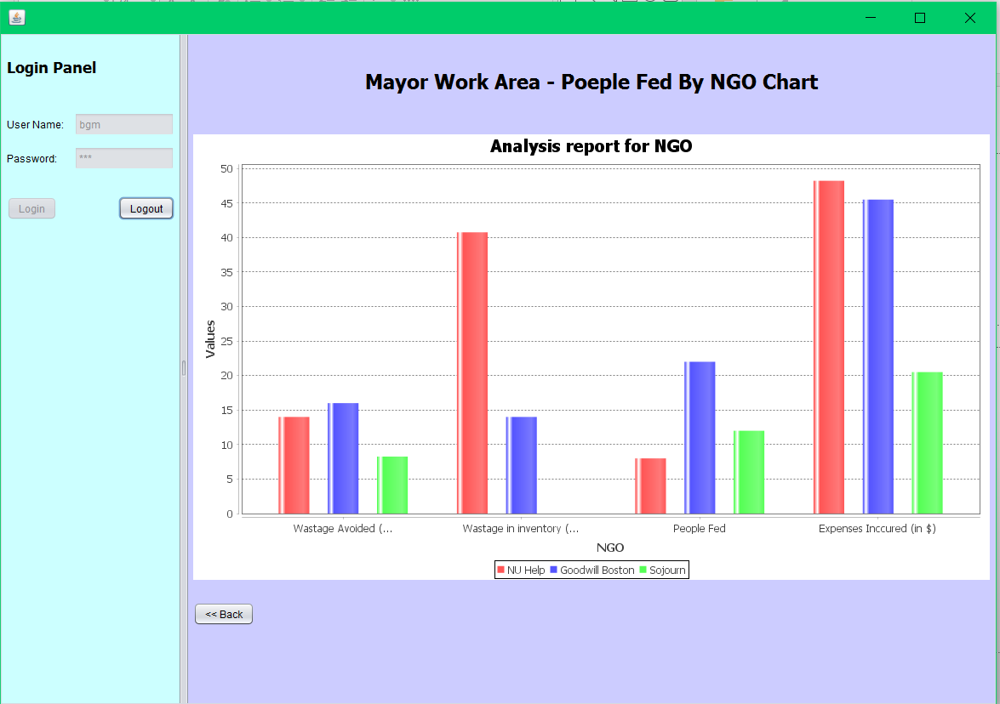 Login Panel
User Name: bgm
Password: ***
Login Logout
Mayor Work Area - Poeple Fed By NGO Chart
Analysis report for NGO
50
45
40
35
30
25
20
15
10
5
0
Values
Wastage Avoided (... Wastage in inventory (... People Fed Expenses Inccured (in $)
NGO
NU Help Goodwill Boston Sojourn
<< Back